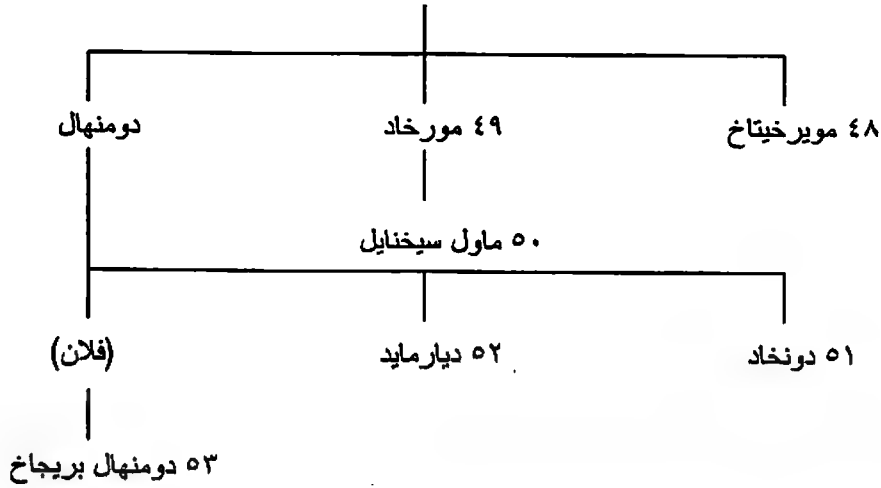 ٤٨ مويرخيتاخ ٤٩ مورخاد دومنهال
٥٠ ماول سيخنايل
٥١ دونخاد ٥٢ ديارمايد (فلان)
٥٣ دومنهال بريجاخ